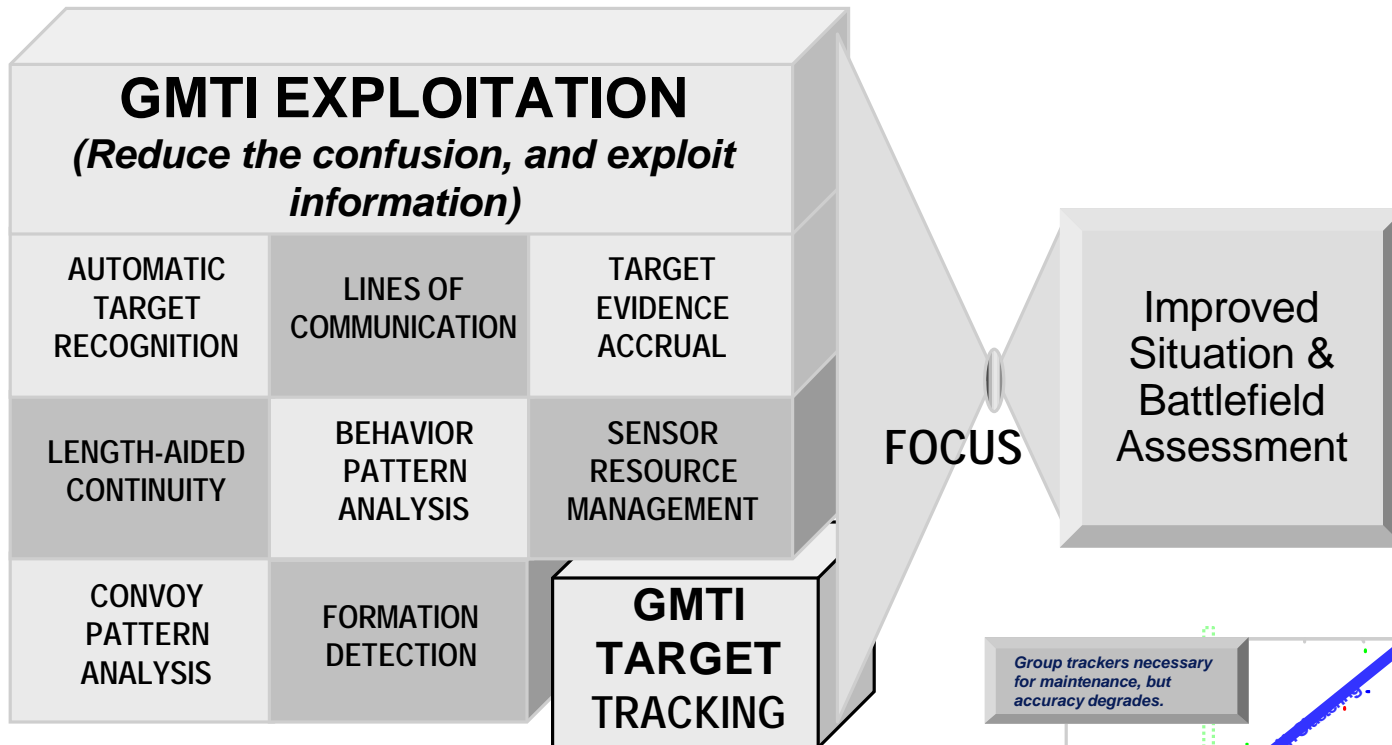 GMTI EXPLOITATION
(Reduce the confusion, and exploit
information)
AUTOMATIC
TARGET
RECOGNITION
LINES OF
COMMUNICATION
TARGET
EVIDENCE
ACCRUAL
LENGTH-AIDED
CONTINUITY
BEHAVIOR
PATTERN
ANALYSIS
SENSOR
RESOURCE
MANAGEMENT
CONVOY
PATTERN
ANALYSIS
FORMATION
DETECTION
GMTI
TARGET
TRACKING
FOCUS
Improved
Situation &
Battlefield
Assessment
Group trackers necessary
for maintenance, but
accuracy degrades.